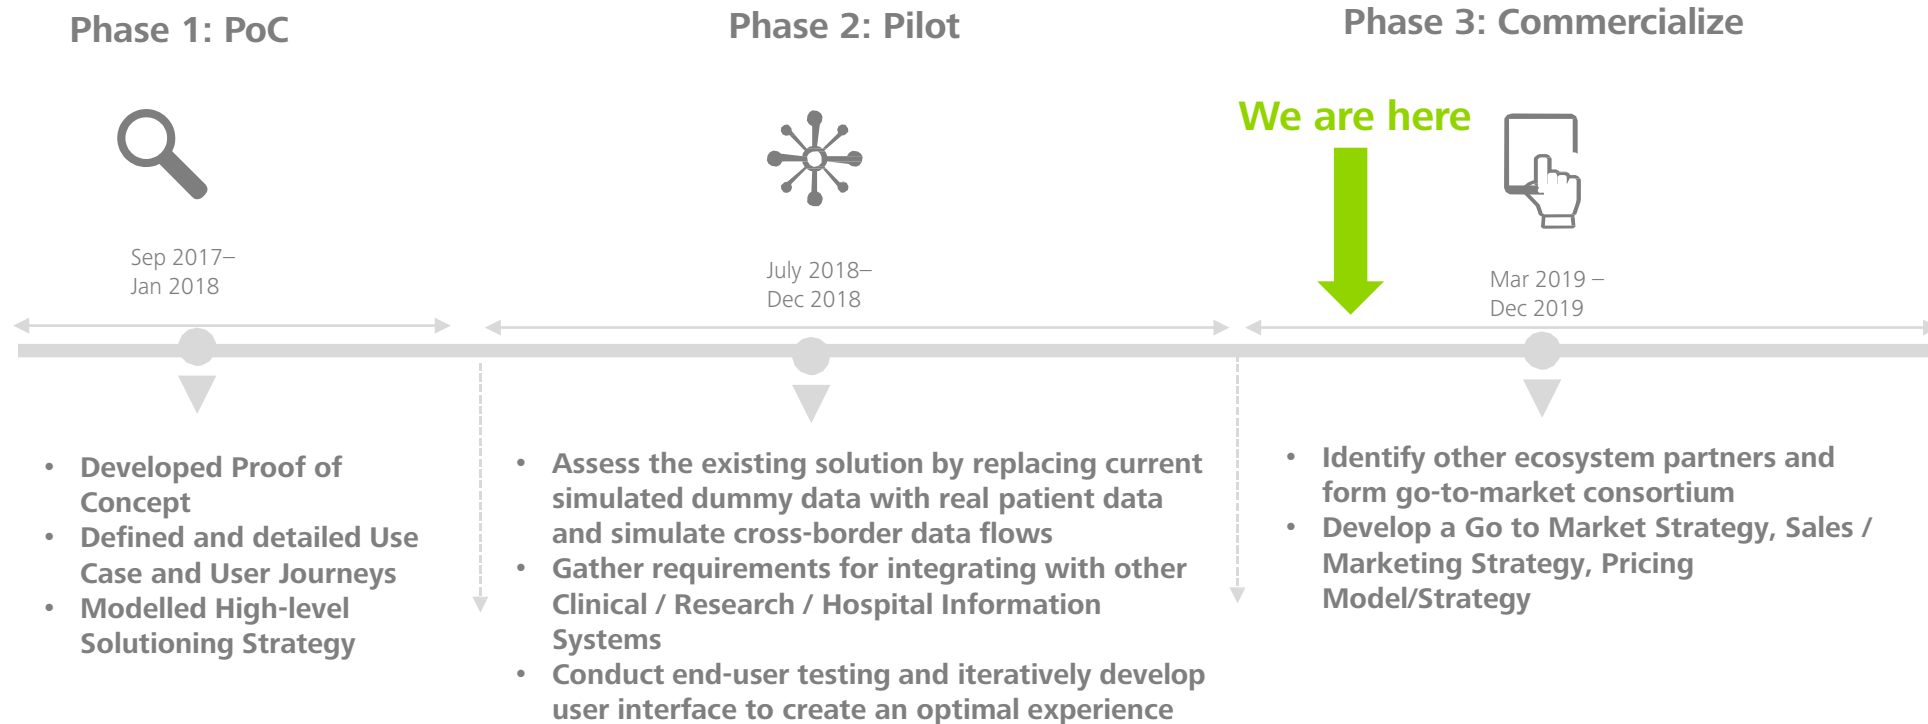 Phase 1: PoC
Sep 2017–
Jan 2018
• Developed Proof of
Concept
• Defined and detailed Use
Case and User Journeys
• Modelled High-level
Solutioning Strategy
Phase 2: Pilot
July 2018–
Dec 2018
• Assess the existing solution by replacing current
simulated dummy data with real patient data
and simulate cross-border data flows
• Gather requirements for integrating with other
Clinical / Research / Hospital Information
Systems
• Conduct end-user testing and iteratively develop
user interface to create an optimal experience
Phase 3: Commercialize
We are here
Mar 2019 –
Dec 2019
• Identify other ecosystem partners and
form go-to-market consortium
• Develop a Go to Market Strategy, Sales /
Marketing Strategy, Pricing
Model/Strategy